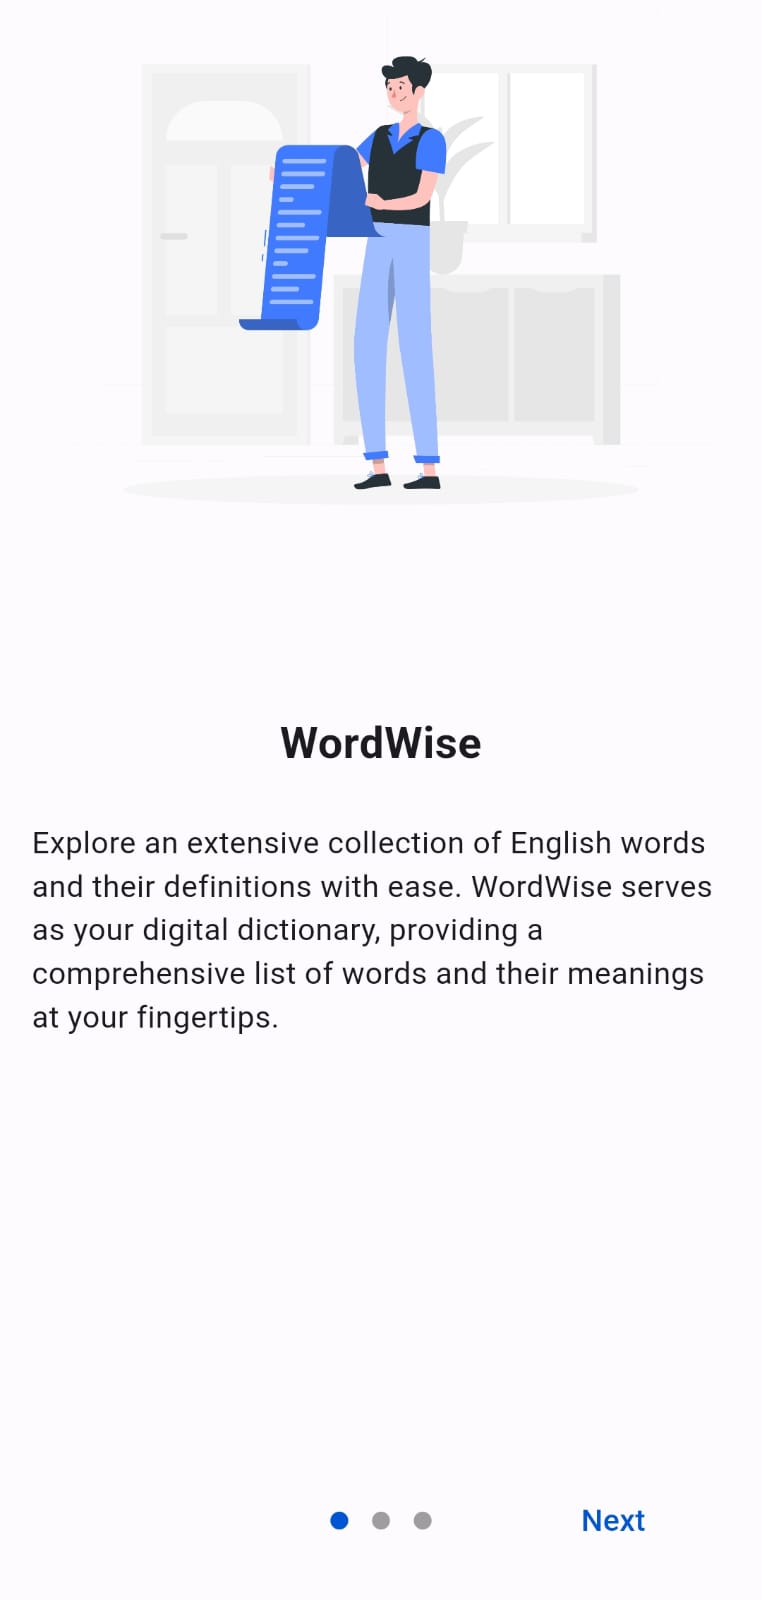 WordWise
Explore an extensive collection of English words
and their definitions with ease. WordWise serves
as your digital dictionary, providing a
comprehensive list of words and their meanings
at your fingertips.
Next